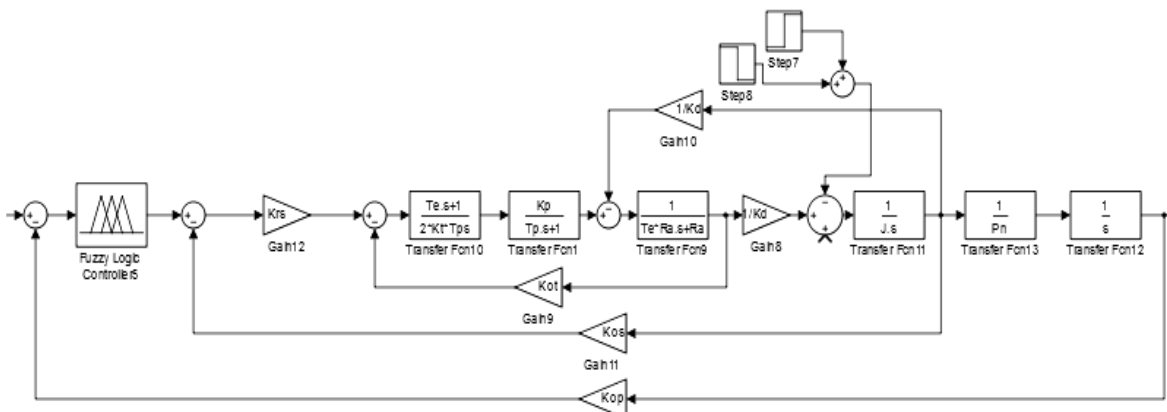 Step7
Step8
1/Kd
Gain10
Fuzzy Logic
Controller5
Krs
Gain12
Te.s+1
2*Kt*Tps
Transfer Fcn10
Kp
Tp.s+1
Transfer Fcn1
1
Te*Ra.s+Ra
Transfer Fcn9
1/Kd
Gain8
1
J.s
Transfer Fcn11
1
Pn
Transfer Fcn13
1
s
Transfer Fcn12
Kot
Gain9
Kos
Gain11
Kop
Gain13